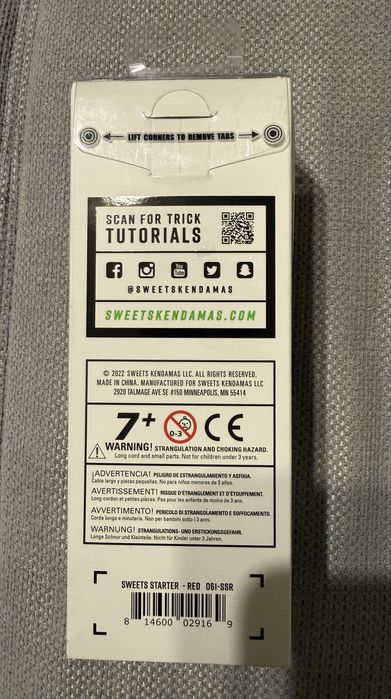 LIFT CORNERS TO REMOVE TABS
SCAN FOR TRICK
TUTORIALS
You
Tube
@SWEETSKENDAMAS
SWEETSKENDAMAS.COM
© 2022 SWEETS KENDAMAS LLC. ALL RIGHTS RESERVED.
MADE IN CHINA. MANUFACTURED FOR SWEETS KENDAMAS LLC
2920 TALMAGE AVE SE #150 MINNEAPOLIS, MN 55414
7+
0-3
CE
WARNING! STRANGULATION AND CHOKING HAZARD.
Long cord and small parts. Not for children under 3 years.
¡ADVERTENCIA! PELIGRO DE ESTRANGULAMIENTO Y ASFIXIA.
Cable largo y piezas pequeñas. No para niños menores de 3 años.
AVERTISSEMENT! RISQUE D'ÉTRANGLEMENT ET D'ÉTOUFFEMENT.
Long cordon et petites pièces. Pas pour les enfants de moins de 3 ans.
AVVERTIMENTO! PERICOLO DI STRANGOLAMENTO E SOFFOCAMENTO.
Corda lunga e minuteria. Non per bambini sotto i 3 anni.
WARNUNG! STRANGULATIONS- UND ERSTICKUNGSGEFAHR.
Lange Schnur und Kleinteile. Nicht für Kinder unter 3 Jahren.
SWEETS STARTER - RED 06I-SSR
8 14600 02916 9